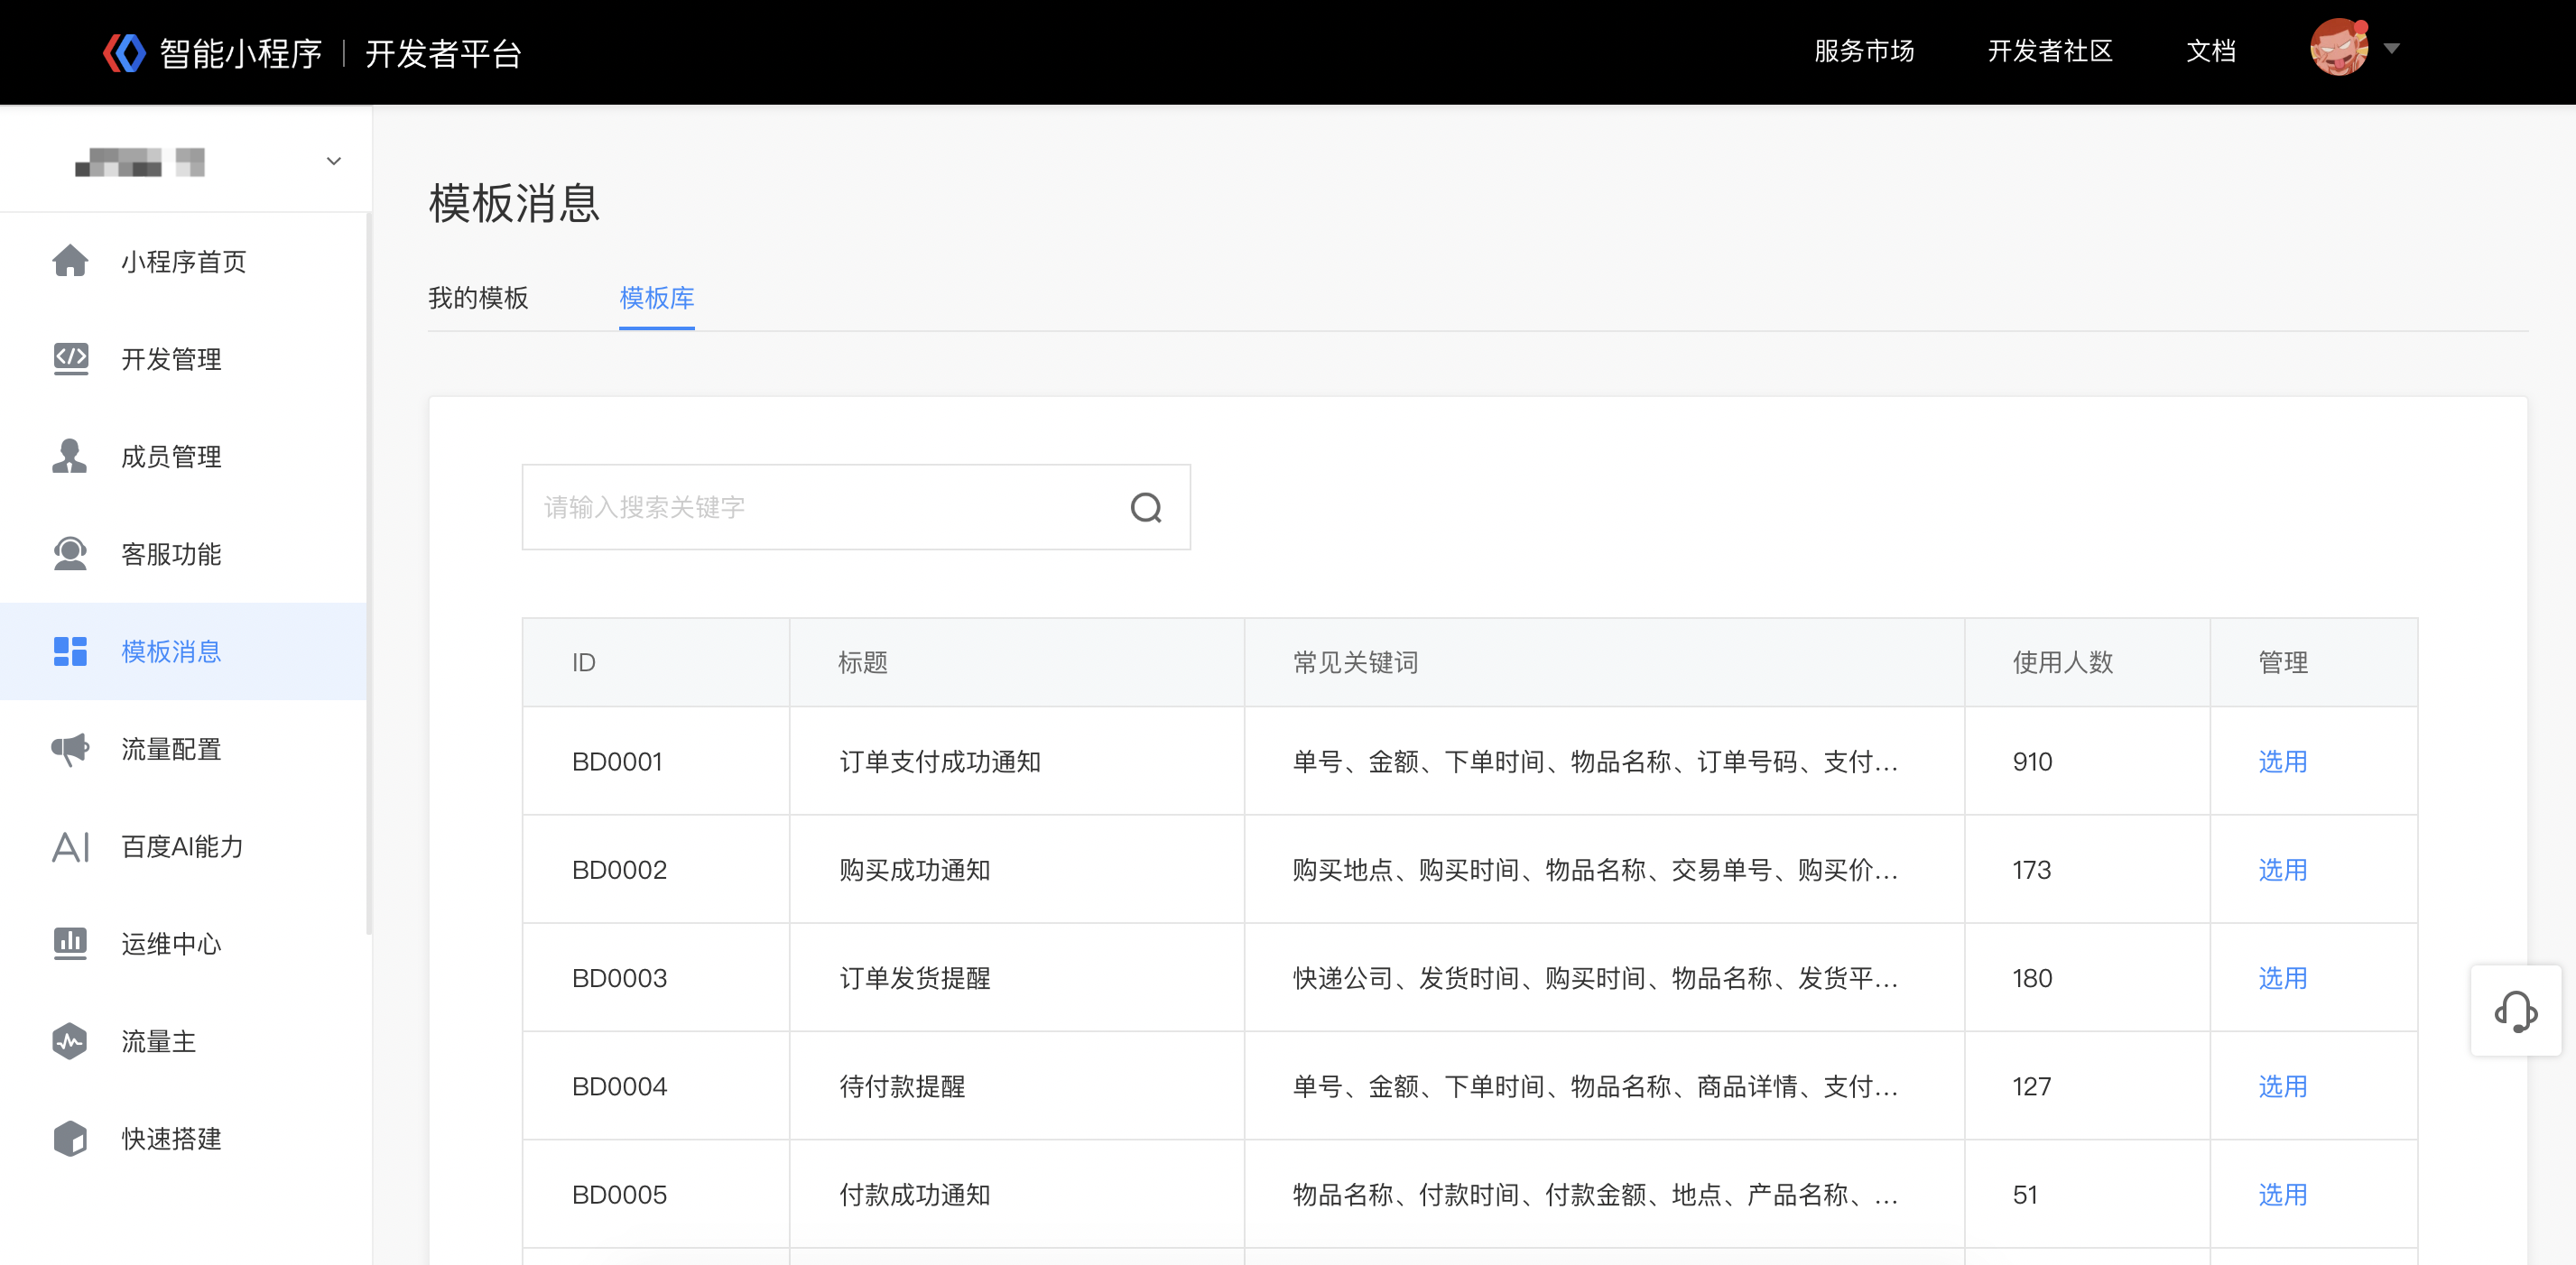 智能小程序 | 开发者平台
服务市场 开发者社区 文档
小程序首页
开发管理
成员管理
客服功能
模板消息
流量配置
AI 百度AI能力
运维中心
流量主
快速搭建
模板消息
我的模板 模板库
请输入搜索关键字
ID 标题 常见关键词 使用人数 管理
BD0001 订单支付成功通知 单号、金额、下单时间、物品名称、订单号码、支付... 910 选用
BD0002 购买成功通知 购买地点、购买时间、物品名称、交易单号、购买价... 173 选用
BD0003 订单发货提醒 快递公司、发货时间、购买时间、物品名称、发货平... 180 选用
BD0004 待付款提醒 单号、金额、下单时间、物品名称、商品详情、支付... 127 选用
BD0005 付款成功通知 物品名称、付款时间、付款金额、地点、产品名称、... 51 选用